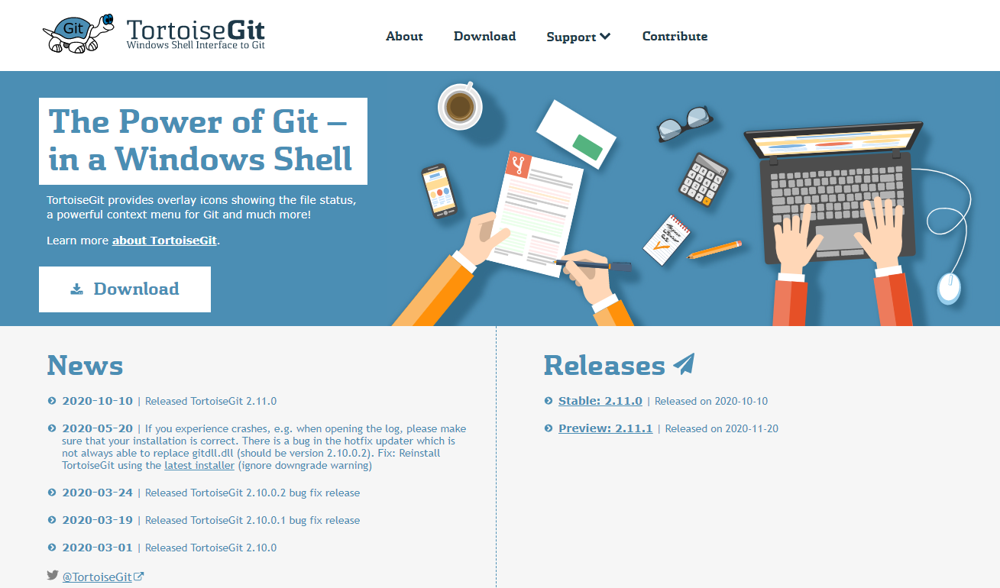 Git
TortoiseGit
Windows Shell Interface to Git
About Download Support Contribute
The Power of Git –
in a Windows Shell
TortoiseGit provides overlay icons showing the file status,
a powerful context menu for Git and much more!
Learn more about TortoiseGit.
Download
News
2020-10-10 | Released TortoiseGit 2.11.0
2020-05-20 | If you experience crashes, e.g. when opening the log, please make
sure that your installation is correct. There is a bug in the hotfix updater which is
not always able to replace gitdll.dll (should be version 2.10.0.2). Fix: Reinstall
TortoiseGit using the latest installer (ignore downgrade warning)
2020-03-24 | Released TortoiseGit 2.10.0.2 bug fix release
2020-03-19 | Released TortoiseGit 2.10.0.1 bug fix release
2020-03-01 | Released TortoiseGit 2.10.0
@TortoiseGit
Releases
Stable: 2.11.0 | Released on 2020-10-10
Preview: 2.11.1 | Released on 2020-11-20